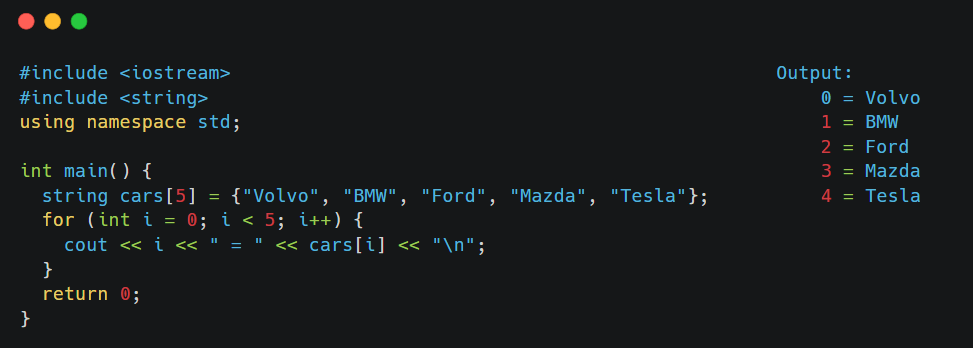 #include <iostream>
#include <string>
using namespace std;

int main() {
  string cars[5] = {"Volvo", "BMW", "Ford", "Mazda", "Tesla"};
  for (int i = 0; i < 5; i++) {
    cout << i << " = " << cars[i] << "\n";
  }
  return 0;
}
Output:
    0 = Volvo
    1 = BMW
    2 = Ford
    3 = Mazda
    4 = Tesla